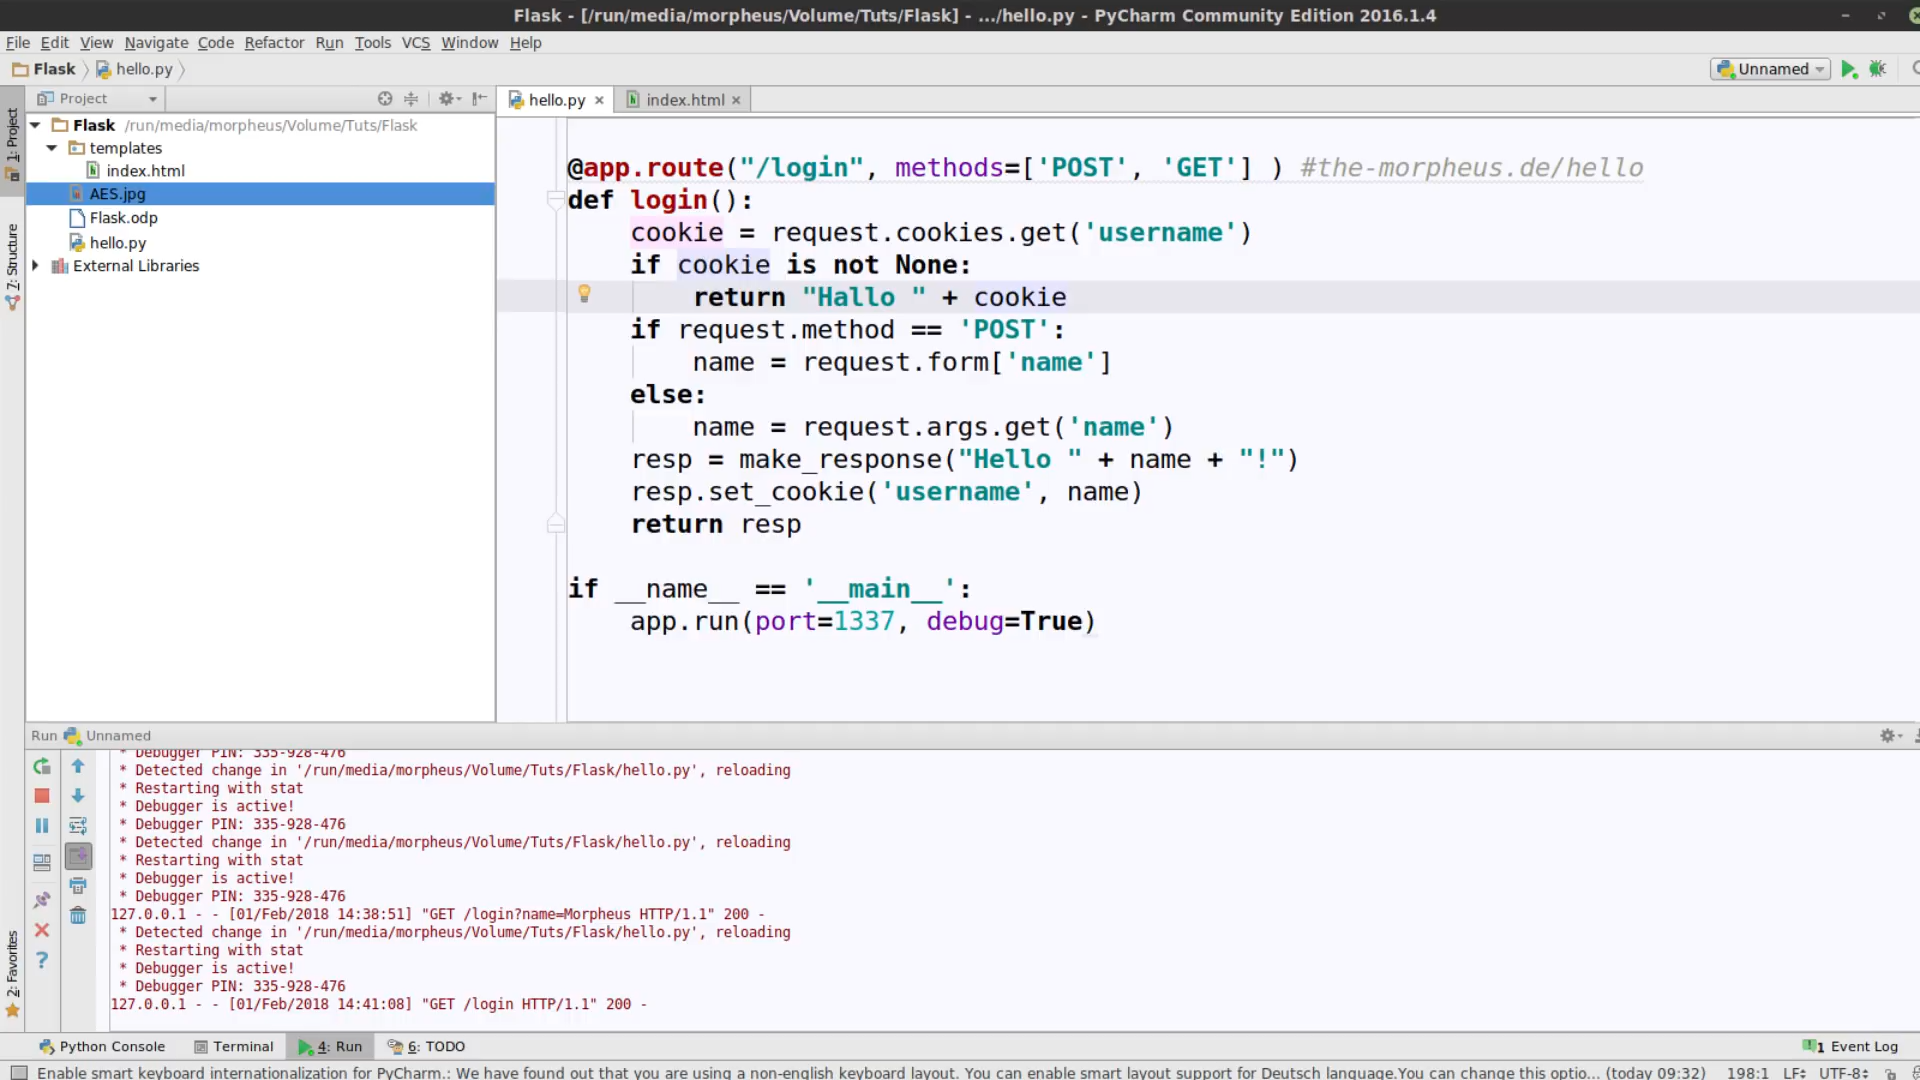 Flask - [/run/media/morpheus/Volume/Tuts/Flask] - .../hello.py - PyCharm Community Edition 2016.1.4
File Edit View Navigate Code Refactor Run Tools VCS Window Help
Flask hello.py Unnamed
Project
hello.py index.html
1: Project
7: Structure
2: Favorites
Flask /run/media/morpheus/Volume/Tuts/Flask
templates
index.html
AES.jpg
Flask.odp
hello.py
External Libraries
@app.route("/login", methods=['POST', 'GET'] ) #the-morpheus.de/hello
def login():
cookie = request.cookies.get('username')
if cookie is not None:
return "Hallo " + cookie
if request.method == 'POST':
name = request.form['name']
else:
name = request.args.get('name')
resp = make_response("Hello " + name + "!")
resp.set_cookie('username', name)
return resp
if __name__ == '__main__':
app.run(port=1337, debug=True)
Run Unnamed
* Debugger PIN: 335-928-476
* Detected change in '/run/media/morpheus/Volume/Tuts/Flask/hello.py', reloading
* Restarting with stat
* Debugger is active!
* Debugger PIN: 335-928-476
* Detected change in '/run/media/morpheus/Volume/Tuts/Flask/hello.py', reloading
* Restarting with stat
* Debugger is active!
* Debugger PIN: 335-928-476
127.0.0.1 - - [01/Feb/2018 14:38:51] "GET /login?name=Morpheus HTTP/1.1" 200 -
* Detected change in '/run/media/morpheus/Volume/Tuts/Flask/hello.py', reloading
* Restarting with stat
* Debugger is active!
* Debugger PIN: 335-928-476
127.0.0.1 - - [01/Feb/2018 14:41:08] "GET /login HTTP/1.1" 200 -
Python Console Terminal 4: Run 6: TODO 1 Event Log
Enable smart keyboard internationalization for PyCharm.: We have found out that you are using a non-english keyboard layout. You can enable smart layout support for Deutsch language.You can change this optio... (today 09:32) 198:1 LF UTF-8